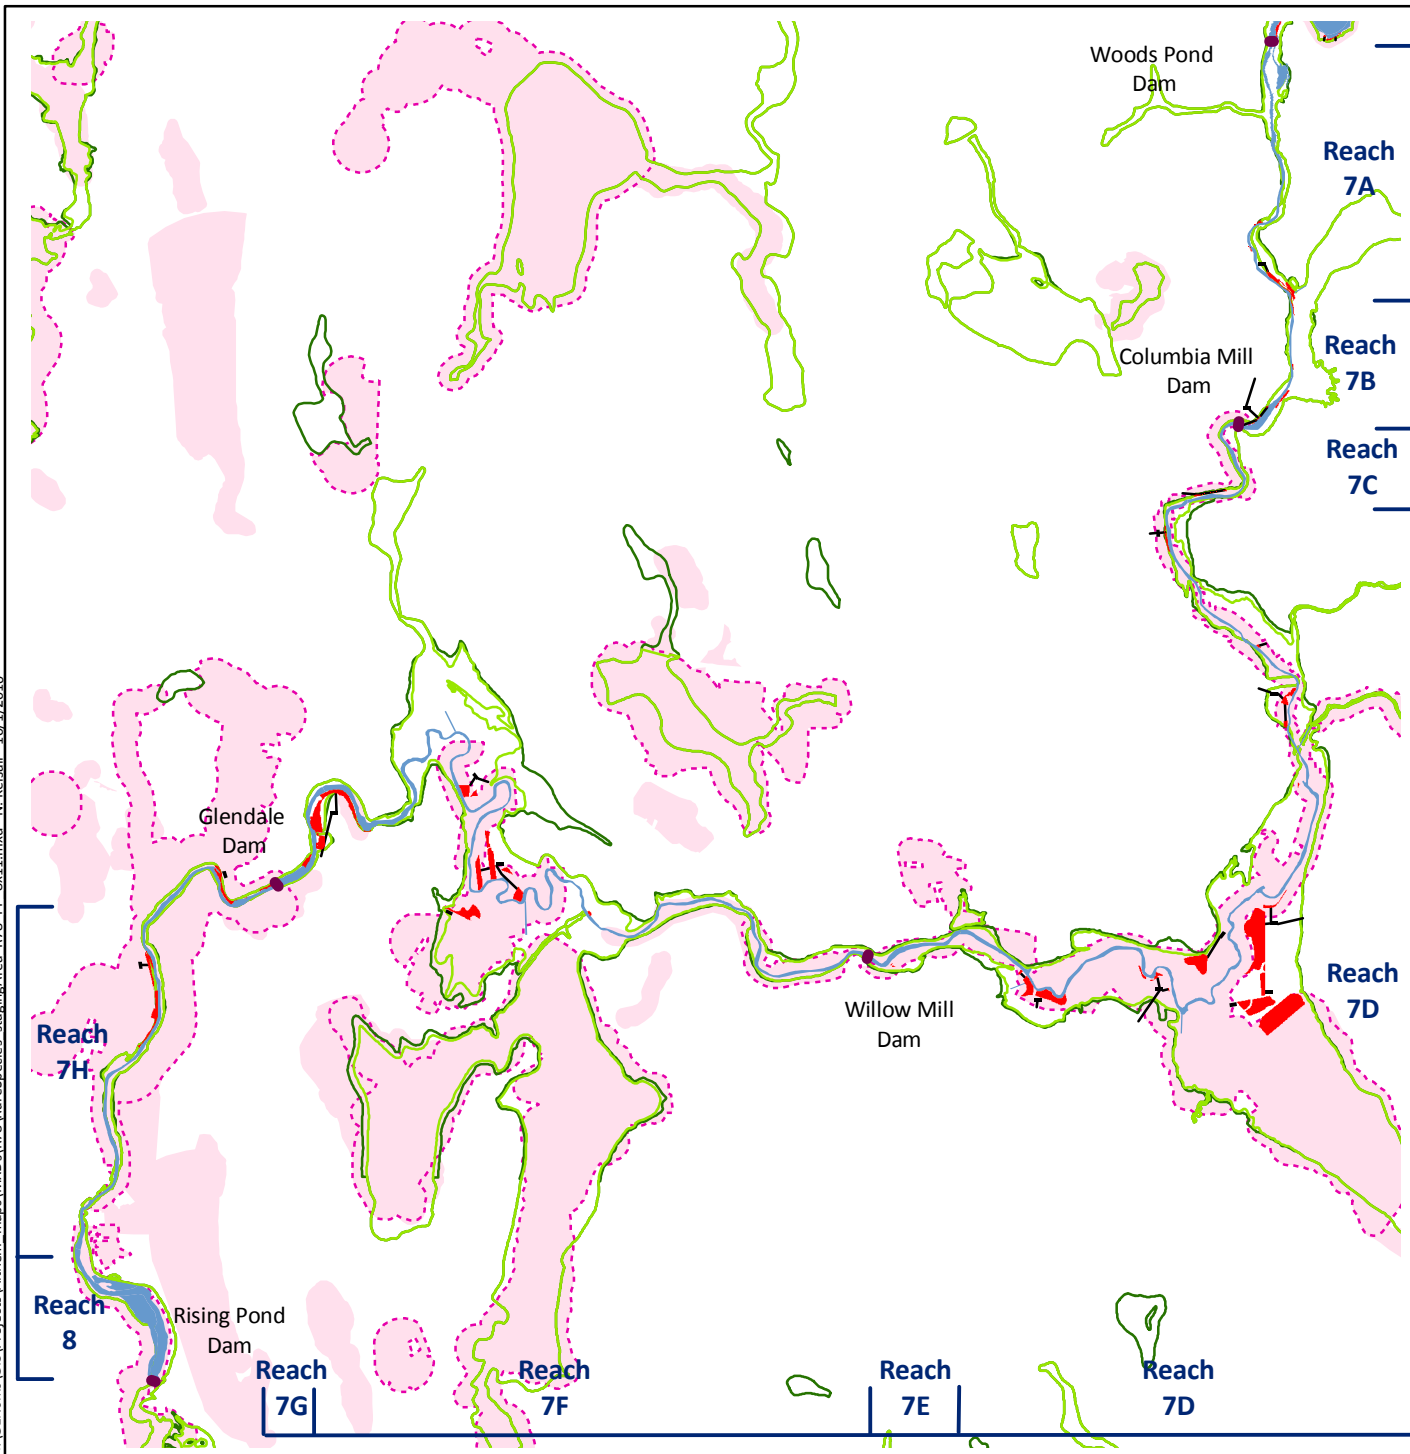 Woods Pond
Dam
Reach
7A
Columbia Mill
Dam
Reach
7B
Reach
7C
Glendale
Dam
Willow Mill
Dam
Reach
7D
Reach
7H
Reach
8
Rising Pond
Dam
Reach
7G
Reach
7F
Reach
7E
Reach
7D